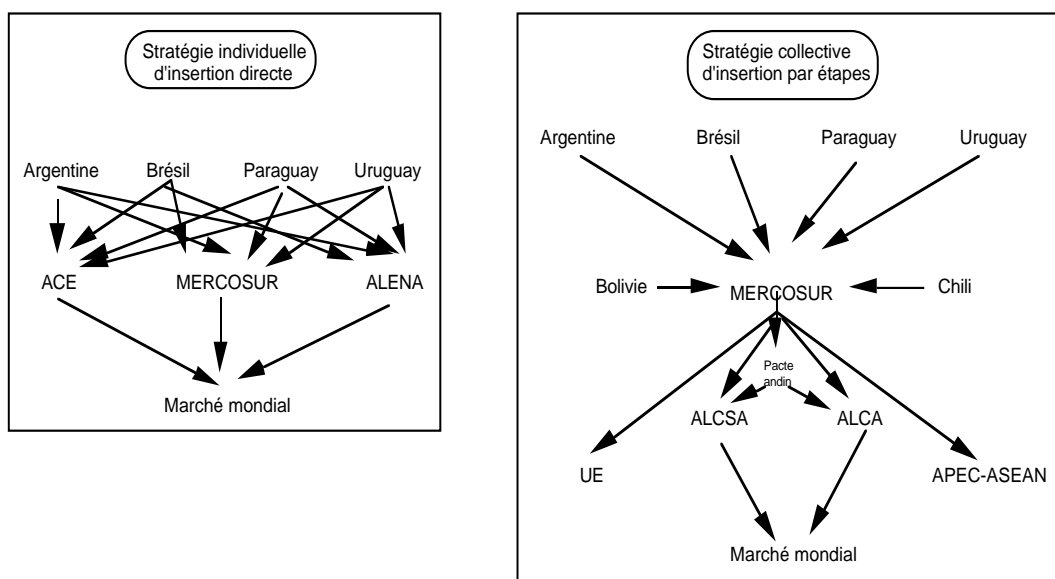 Stratégie individuelle
d'insertion directe
Argentine Brésil Paraguay Uruguay
ACE MERCOSUR ALENA
Marché mondial
Stratégie collective
d'insertion par étapes
Argentine Brésil Paraguay Uruguay
Bolivie MERCOSUR Chili
Pacte
andin
ALCSA ALCA
UE APEC-ASEAN
Marché mondial